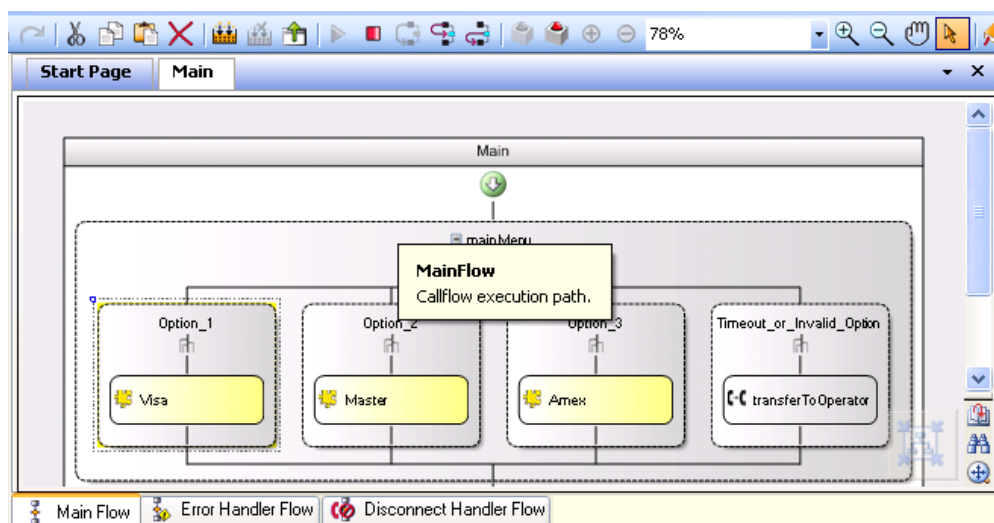 78%
Start Page
Main
Main
mainMenu
MainFlow
Callflow execution path.
Option_1
Option_2
Option_3
Timeout_or_Invalid_Option
Visa
Master
Amex
transferToOperator
Main Flow
Error Handler Flow
Disconnect Handler Flow